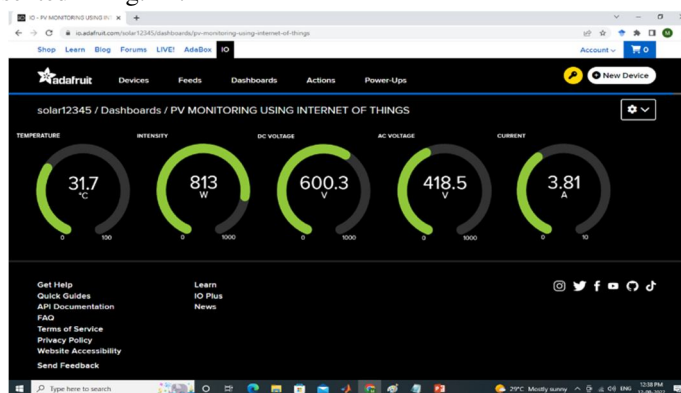 IO - PV MONITORING USING IN
io.adafruit.com/solar12345/dashboards/pv-monitoring-using-internet-of-things
Shop Learn Blog Forums LIVE! AdaBox IO
Account
0
adafruit Devices Feeds Dashboards Actions Power-Ups
New Device
solar12345 / Dashboards / PV MONITORING USING INTERNET OF THINGS
TEMPERATURE INTENSITY DC VOLTAGE AC VOLTAGE CURRENT
31.7 813 600.3 418.5 3.81
°C W V V A
0 100 0 1000 0 1000 0 1000 0 10
Get Help Learn
Quick Guides IO Plus
API Documentation News
FAQ
Terms of Service
Privacy Policy
Website Accessibility
Send Feedback
Type here to search
29°C Mostly sunny ENG 12:38 PM